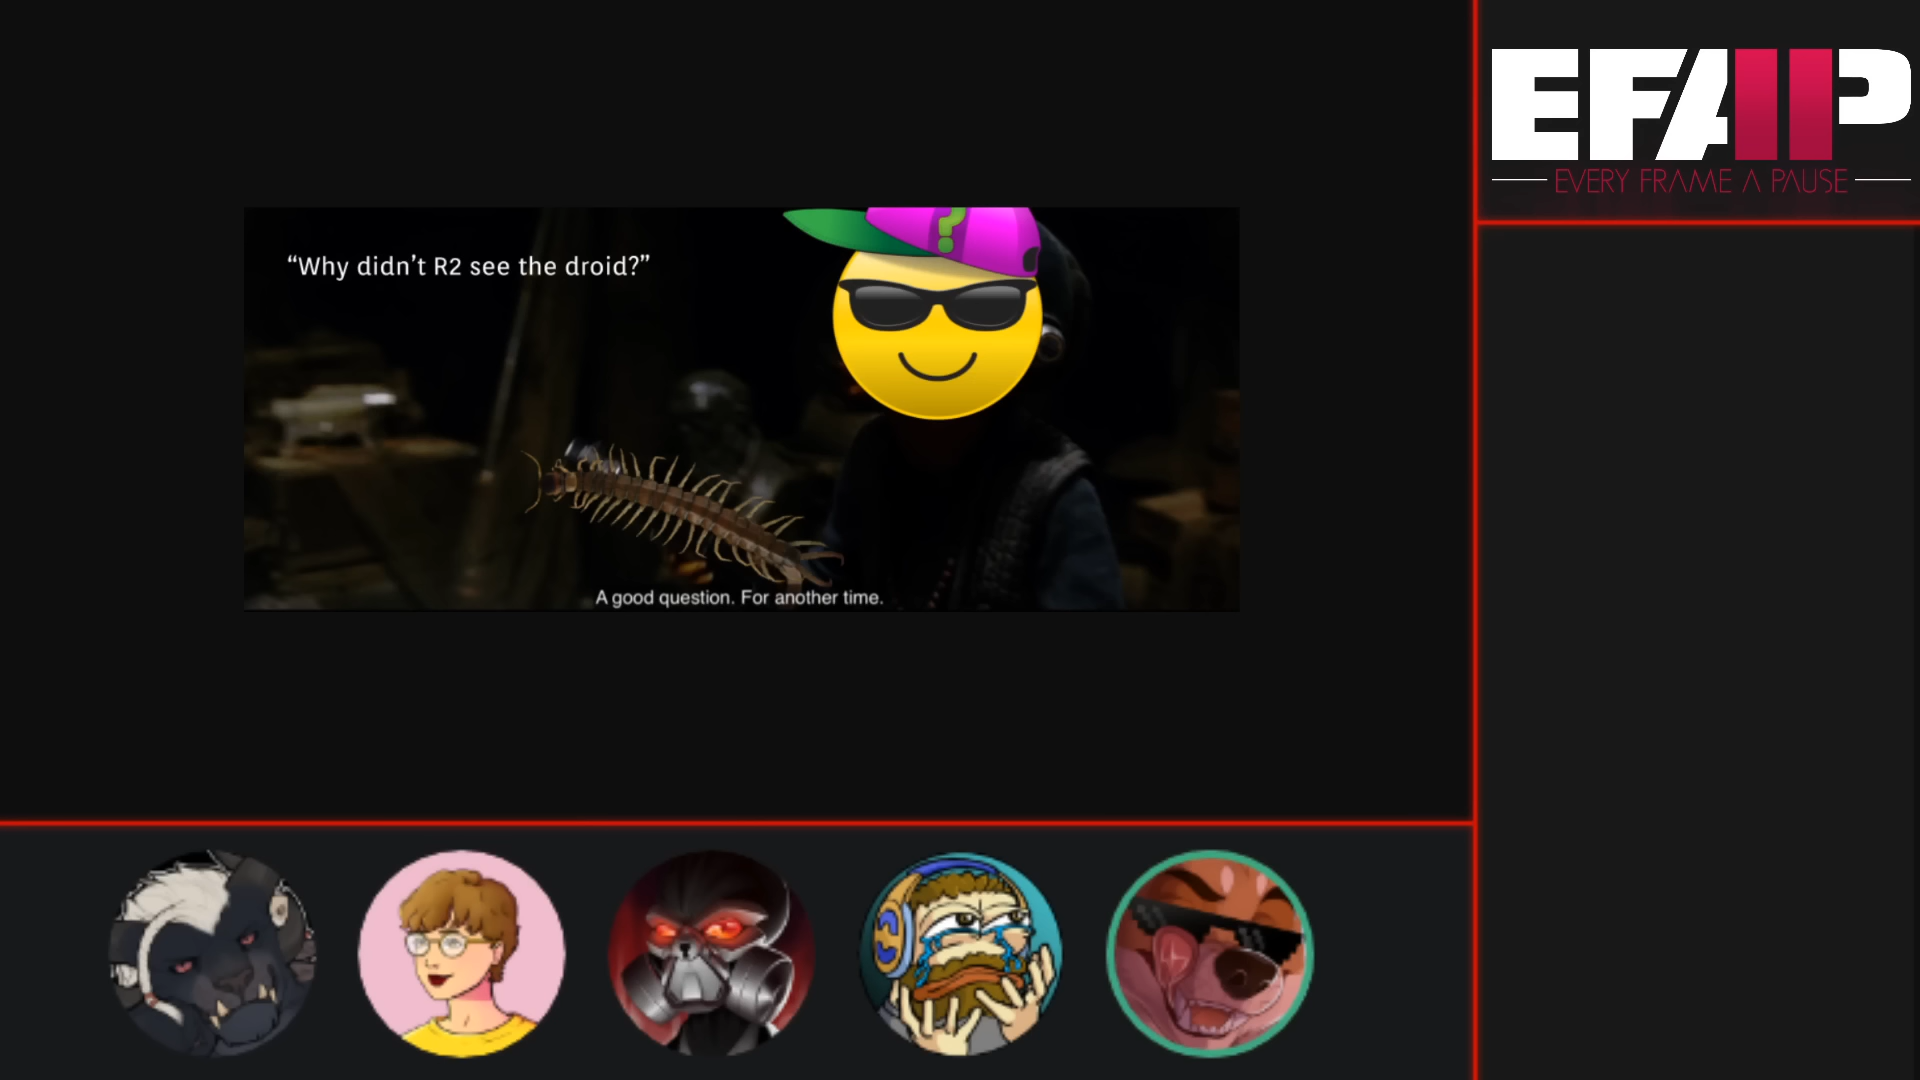 EFAP
EVERY FRAME A PAUSE
“Why didn’t R2 see the droid?”
?
A good question. For another time.